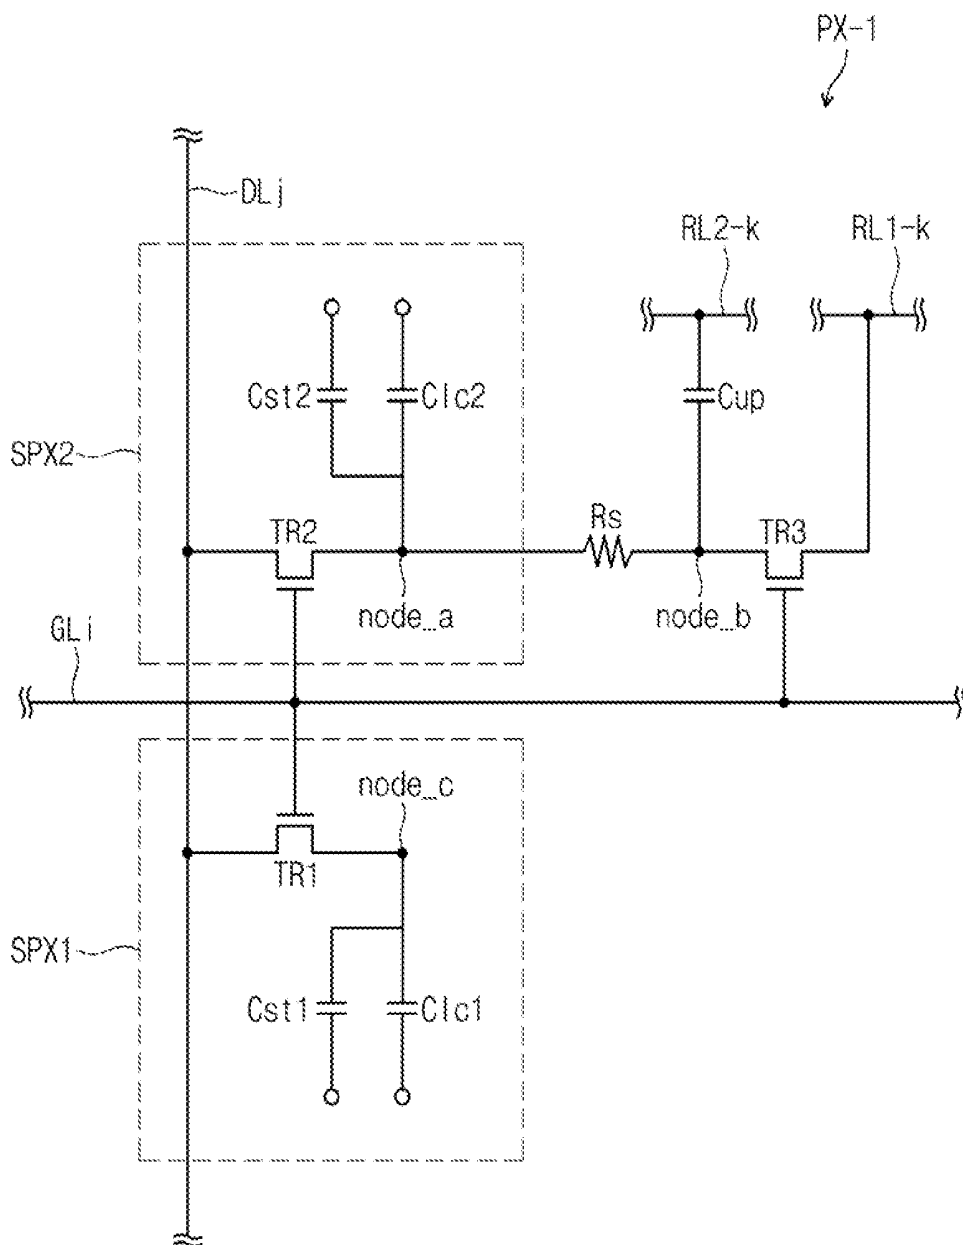 PX-1
DLj
RL2-k
RL1-k
Cst2
Clc2
Cup
SPX2
TR2
Rs
TR3
node_a
node_b
GLi
node_c
TR1
SPX1
Cst1
Clc1